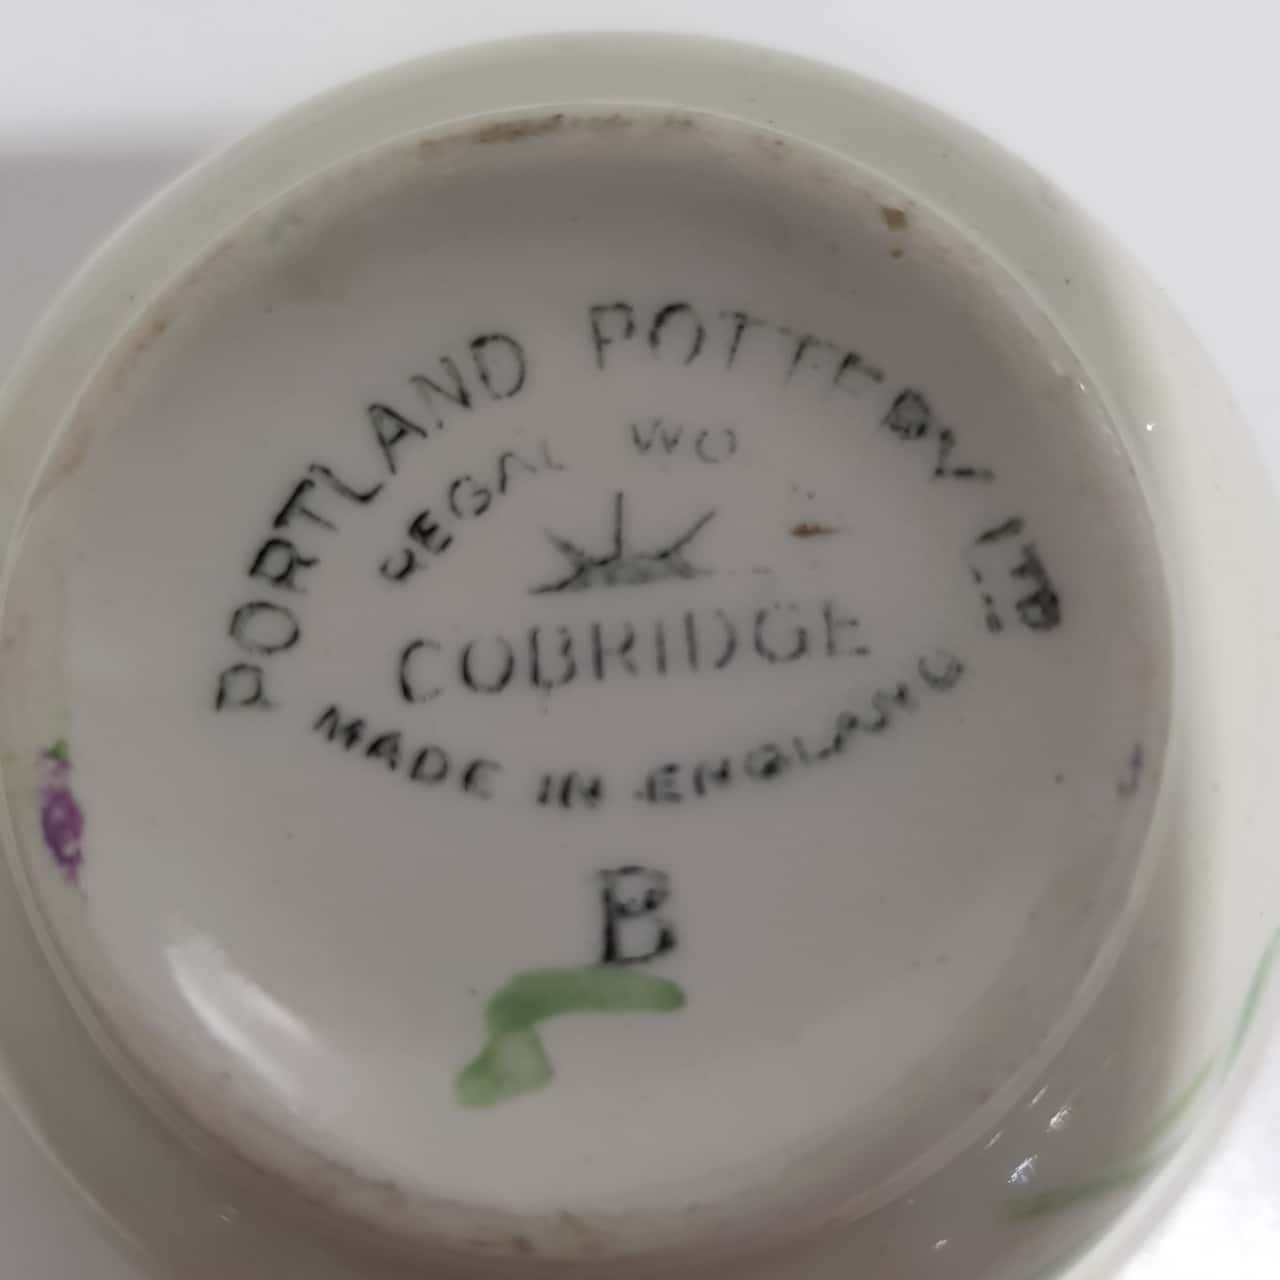 PORTLAND POTTERY LTD
REGAL WO
COBRIDGE
MADE IN ENGLAND
B